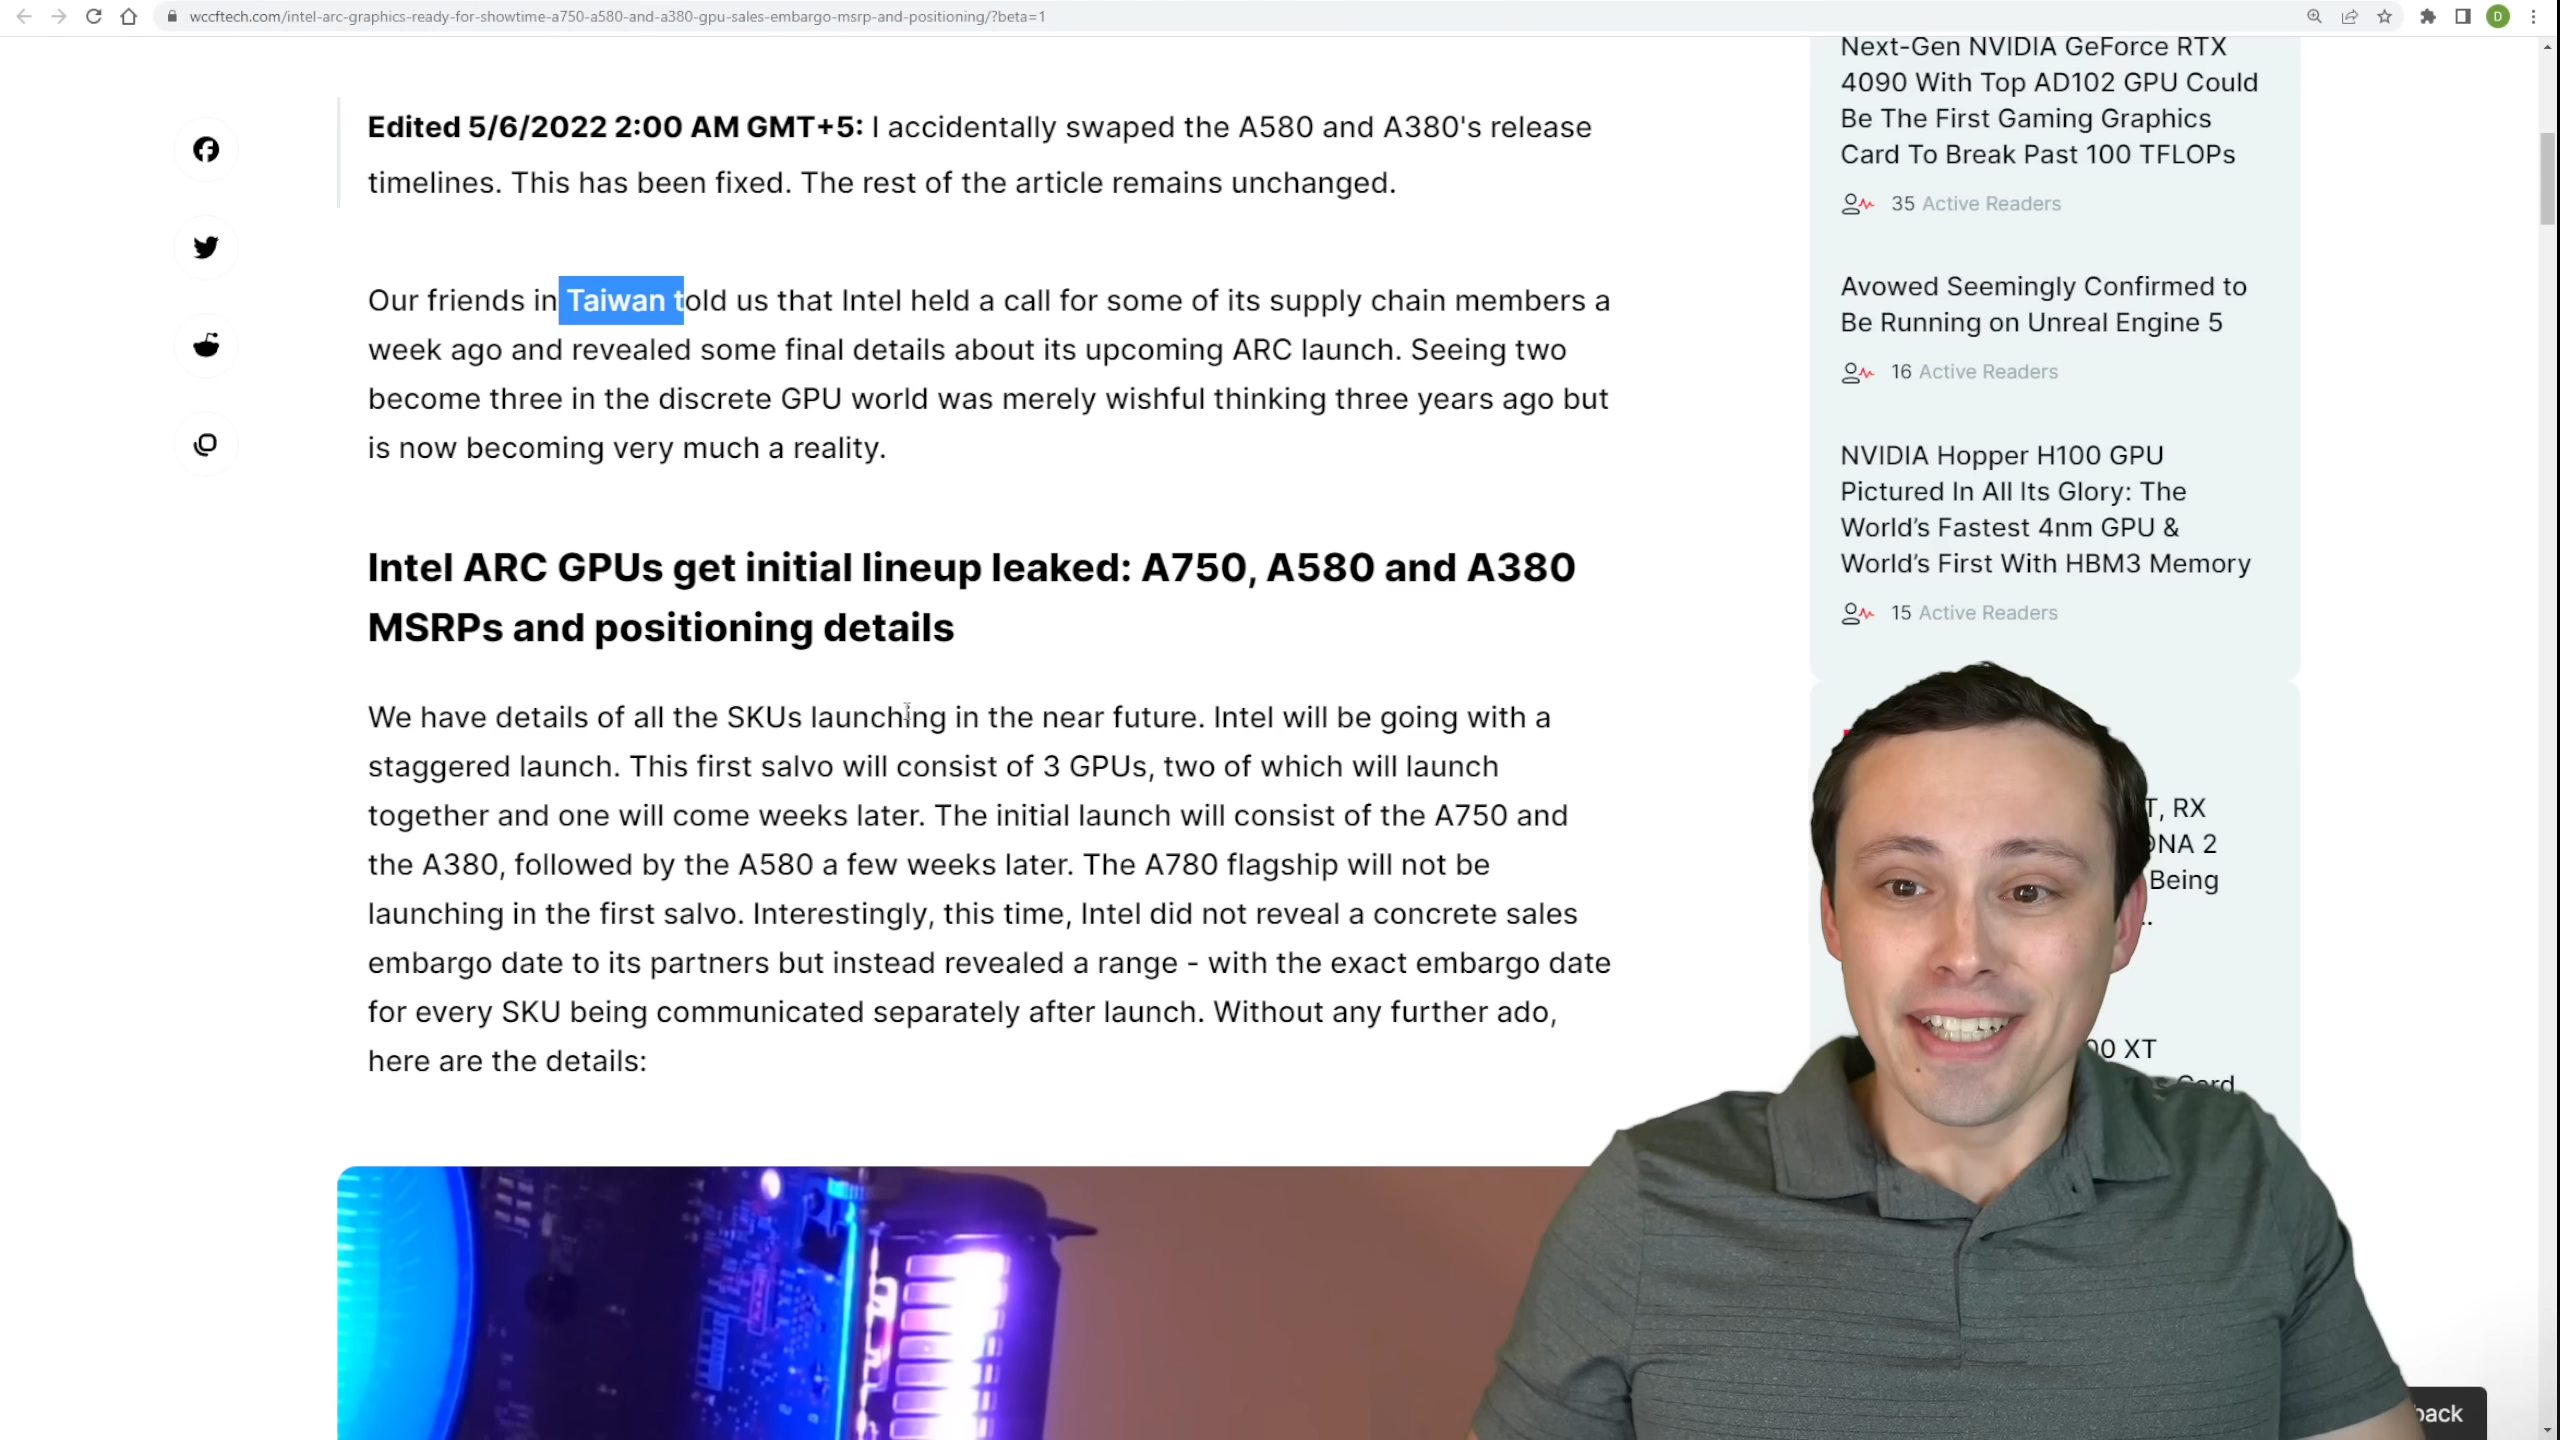 wccftech.com/intel-arc-graphics-ready-for-showtime-a750-a580-and-a380-gpu-sales-embargo-msrp-and-positioning/?beta=1
D
Edited 5/6/2022 2:00 AM GMT+5: I accidentally swaped the A580 and A380's release
timelines. This has been fixed. The rest of the article remains unchanged.
Our friends in Taiwan told us that Intel held a call for some of its supply chain members a
week ago and revealed some final details about its upcoming ARC launch. Seeing two
become three in the discrete GPU world was merely wishful thinking three years ago but
is now becoming very much a reality.
Intel ARC GPUs get initial lineup leaked: A750, A580 and A380
MSRPs and positioning details
We have details of all the SKUs launching in the near future. Intel will be going with a
staggered launch. This first salvo will consist of 3 GPUs, two of which will launch
together and one will come weeks later. The initial launch will consist of the A750 and
the A380, followed by the A580 a few weeks later. The A780 flagship will not be
launching in the first salvo. Interestingly, this time, Intel did not reveal a concrete sales
embargo date to its partners but instead revealed a range - with the exact embargo date
for every SKU being communicated separately after launch. Without any further ado,
here are the details:
Next-Gen NVIDIA GeForce RTX
4090 With Top AD102 GPU Could
Be The First Gaming Graphics
Card To Break Past 100 TFLOPs
35 Active Readers
Avowed Seemingly Confirmed to
Be Running on Unreal Engine 5
16 Active Readers
NVIDIA Hopper H100 GPU
Pictured In All Its Glory: The
World's Fastest 4nm GPU &
World's First With HBM3 Memory
15 Active Readers
T, RX
DNA 2
Being
..
00 XT
Card
back